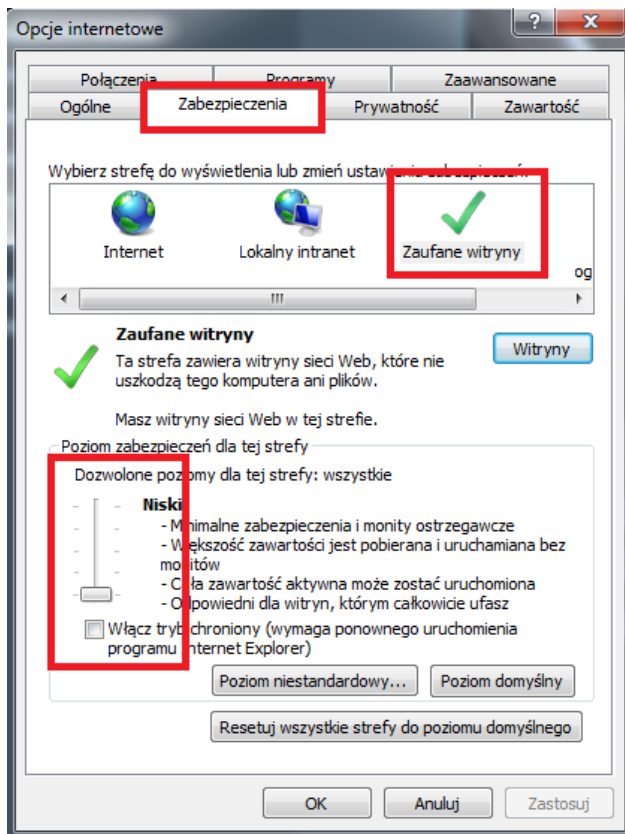 Opcje internetowe
Połączenia Programy Zaawansowane
Ogólne Zabezpieczenia Prywatność Zawartość
Wybierz strefę do wyświetlenia lub zmień ustawienia zabezpieczeń.
Internet Lokalny intranet Zaufane witryny
og
Zaufane witryny
Ta strefa zawiera witryny sieci Web, które nie
uszkodzą tego komputera ani plików.
Witryny
Masz witryny sieci Web w tej strefie.
Poziom zabezpieczeń dla tej strefy
Dozwolone poziomy dla tej strefy: wszystkie
Niski
- Minimalne zabezpieczenia i monity ostrzegawcze
- Większość zawartości jest pobierana i uruchamiana bez
monitów
- Cała zawartość aktywna może zostać uruchomiona
- Odpowiedni dla witryn, którym całkowicie ufasz
Włącz tryb chroniony (wymaga ponownego uruchomienia
programu Internet Explorer)
Poziom niestandardowy... Poziom domyślny
Resetuj wszystkie strefy do poziomu domyślnego
OK Anuluj Zastosuj